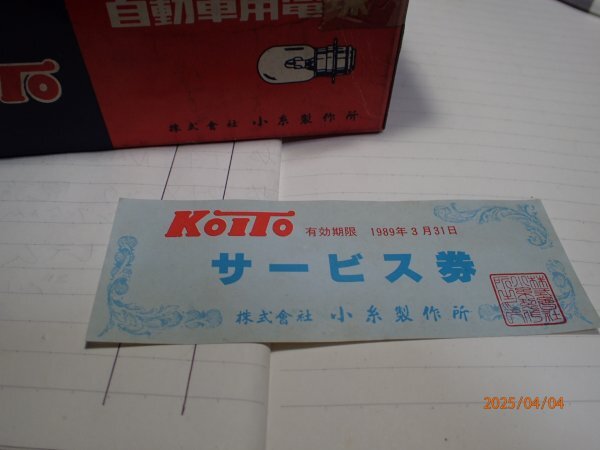 自動車用電球
KoITo
株式會社 小糸製作所
KoITo 有効期限 1989年3月31日
サービス券
株式會社 小糸製作所
2025/04/04